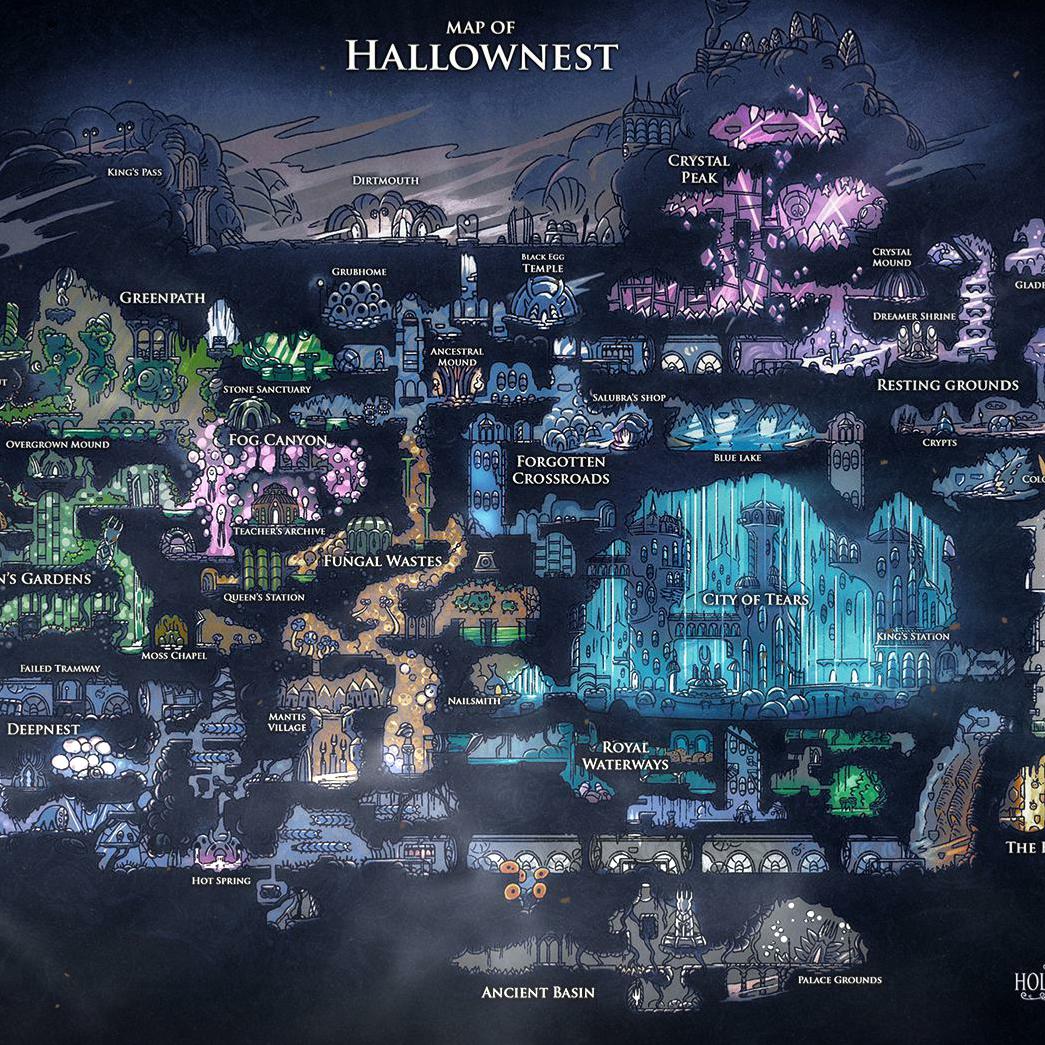 MAP OF
HALLOWNEST
CRYSTAL
PEAK
KING'S PASS
DIRTMOUTH
BLACK EGG
TEMPLE
CRYSTAL
MOUND
GRUBHOME
GREENPATH
DREAMER SHRINE
ANCESTRAL
MOUND
STONE SANCTUARY
RESTING GROUNDS
SALUBRA'S SHOP
OVERGROWN MOUND
FOG CANYON
CRYPTS
BLUE LAKE
FORGOTTEN
CROSSROADS
TEACHER'S ARCHIVE
FUNGAL WASTES
N'S GARDENS
QUEEN'S STATION
CITY OF TEARS
KING'S STATION
MOSS CHAPEL
FAILED TRAMWAY
NAILSMITH
MANTIS
VILLAGE
DEEPNEST
ROYAL
WATERWAYS
THE
HOT SPRING
PALACE GROUNDS
ANCIENT BASIN